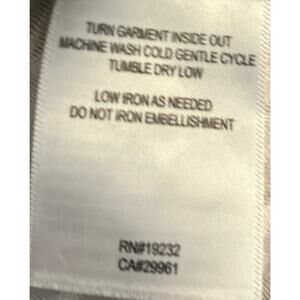 TURN GARMENT INSIDE OUT
MACHINE WASH COLD GENTLE CYCLE
TUMBLE DRY LOW
LOW IRON AS NEEDED
DO NOT IRON EMBELLISHMENT
RN#19232
CA#29961